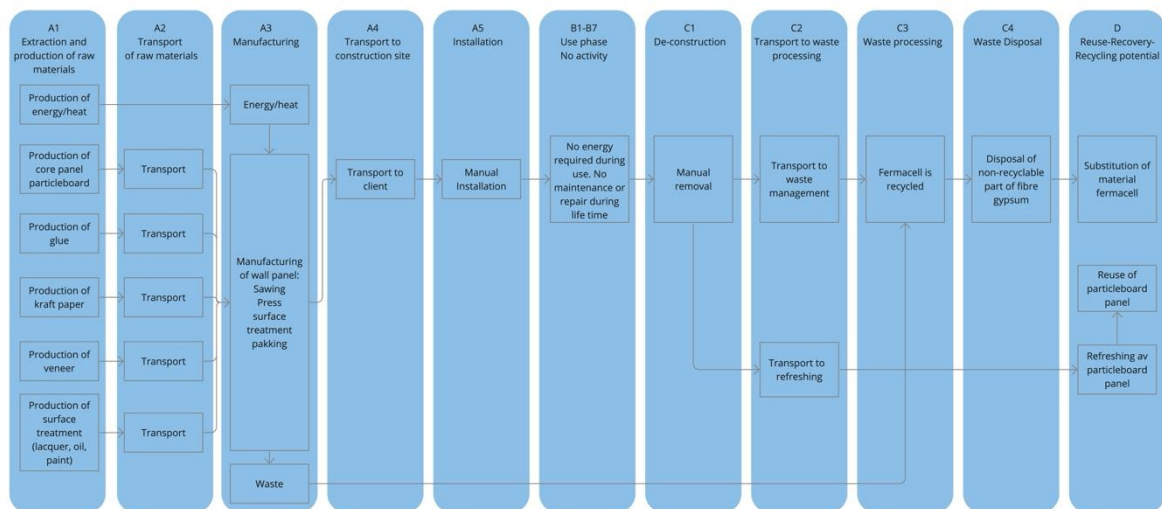 A1
Extraction and
production of raw
materials
Production of
energy/heat
Production of
core panel
particleboard
Production of
glue
Production
of kraft paper
Production of
veneer
Production of
surface
treatment
(lacquer, oil,
paint)
A2
Transport
of raw materials
Transport
Transport
Transport
Transport
Transport
A3
Manufacturing
Energy/heat
Manufacturing
of wall panel:
Sawing
Press
surface
treatment
pakking
Waste
A4
Transport to
construction site
Transport to
client
A5
Installation
Manual
Installation
B1-B7
Use phase
No activity
No energy
required during
use. No
maintenance or
repair during
life time
C1
De-construction
Manual
removal
C2
Transport to waste
processing
Transport to
waste
management
Transport to
refreshing
C3
Waste processing
Fermacell is
recycled
C4
Waste Disposal
Disposal of
non-recyclable
part of fibre
gypsum
D
Reuse-Recovery-
Recycling potential
Substitution of
material
fermacell
Reuse of
particleboard
panel
Refreshing av
particleboard
panel